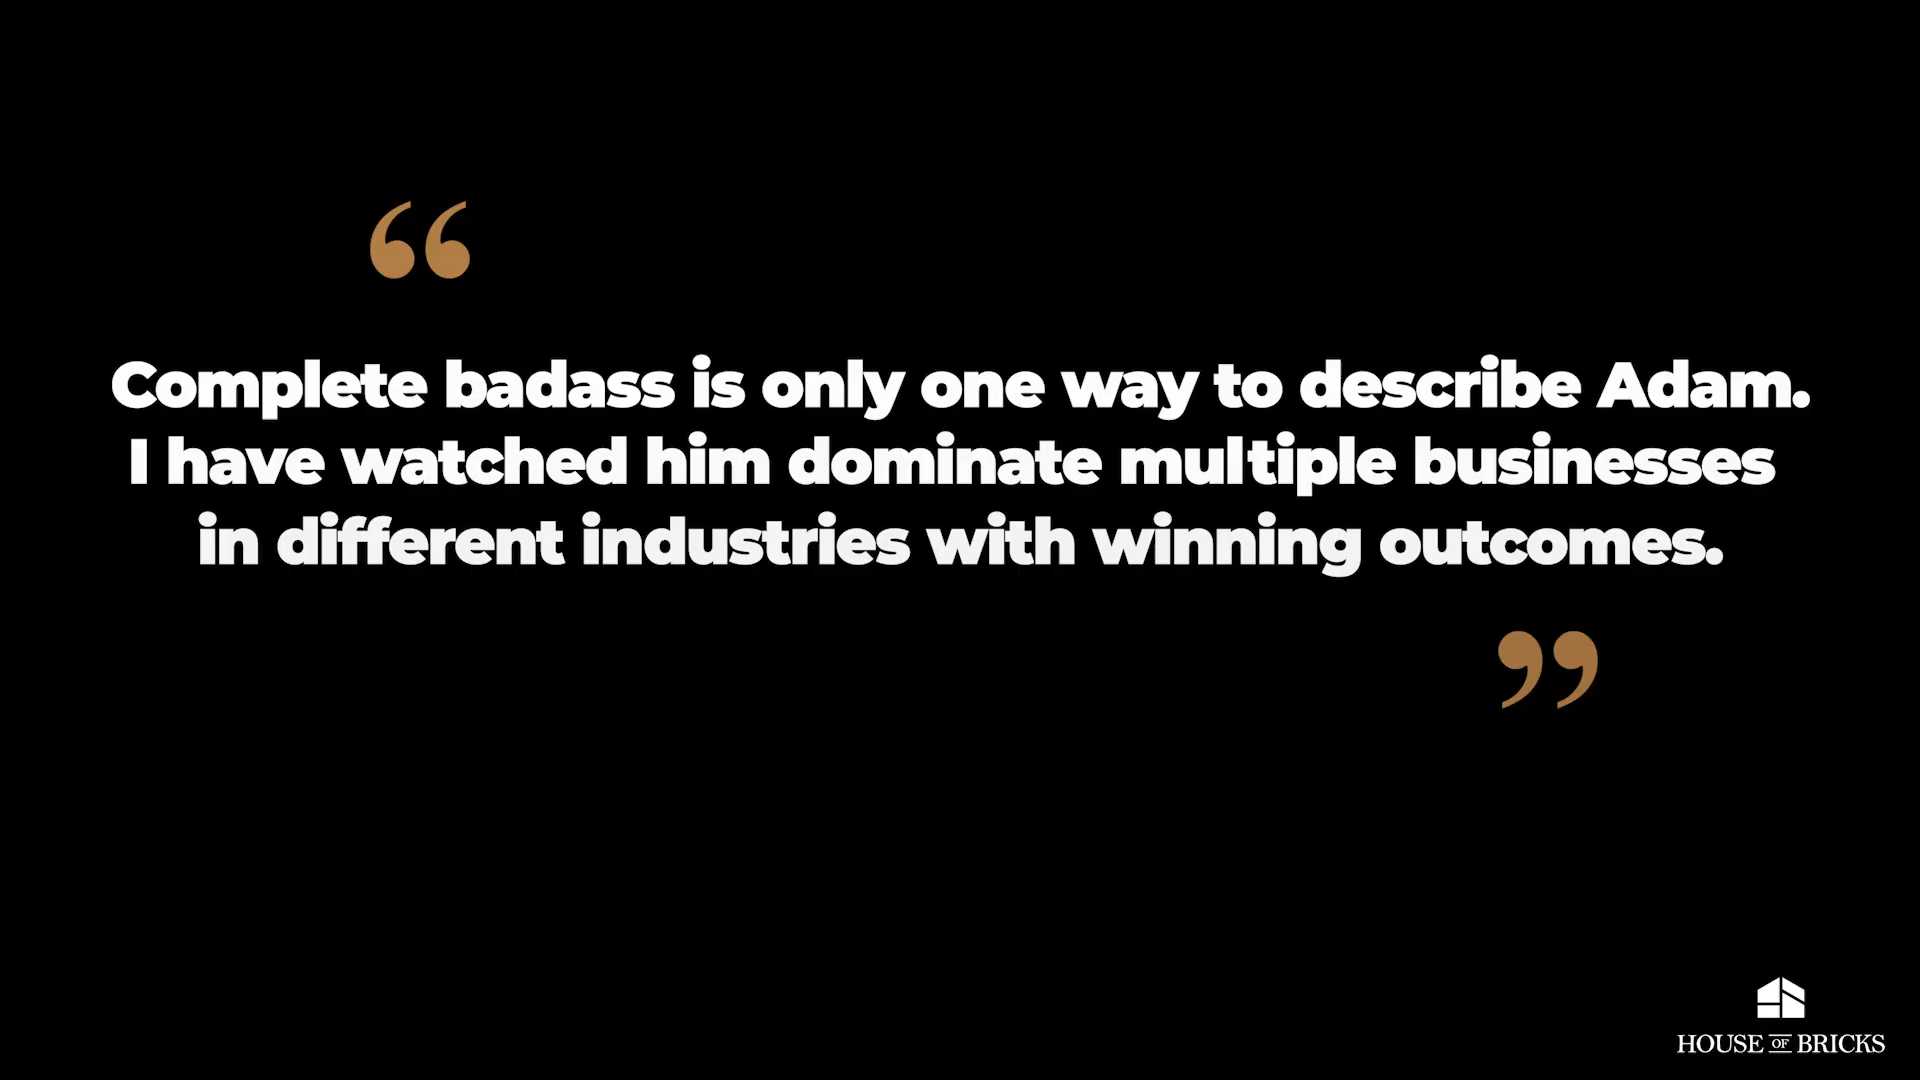 “
Complete badass is only one way to describe Adam.
I have watched him dominate multiple businesses
in different industries with winning outcomes.
”
HOUSE OF BRICKS